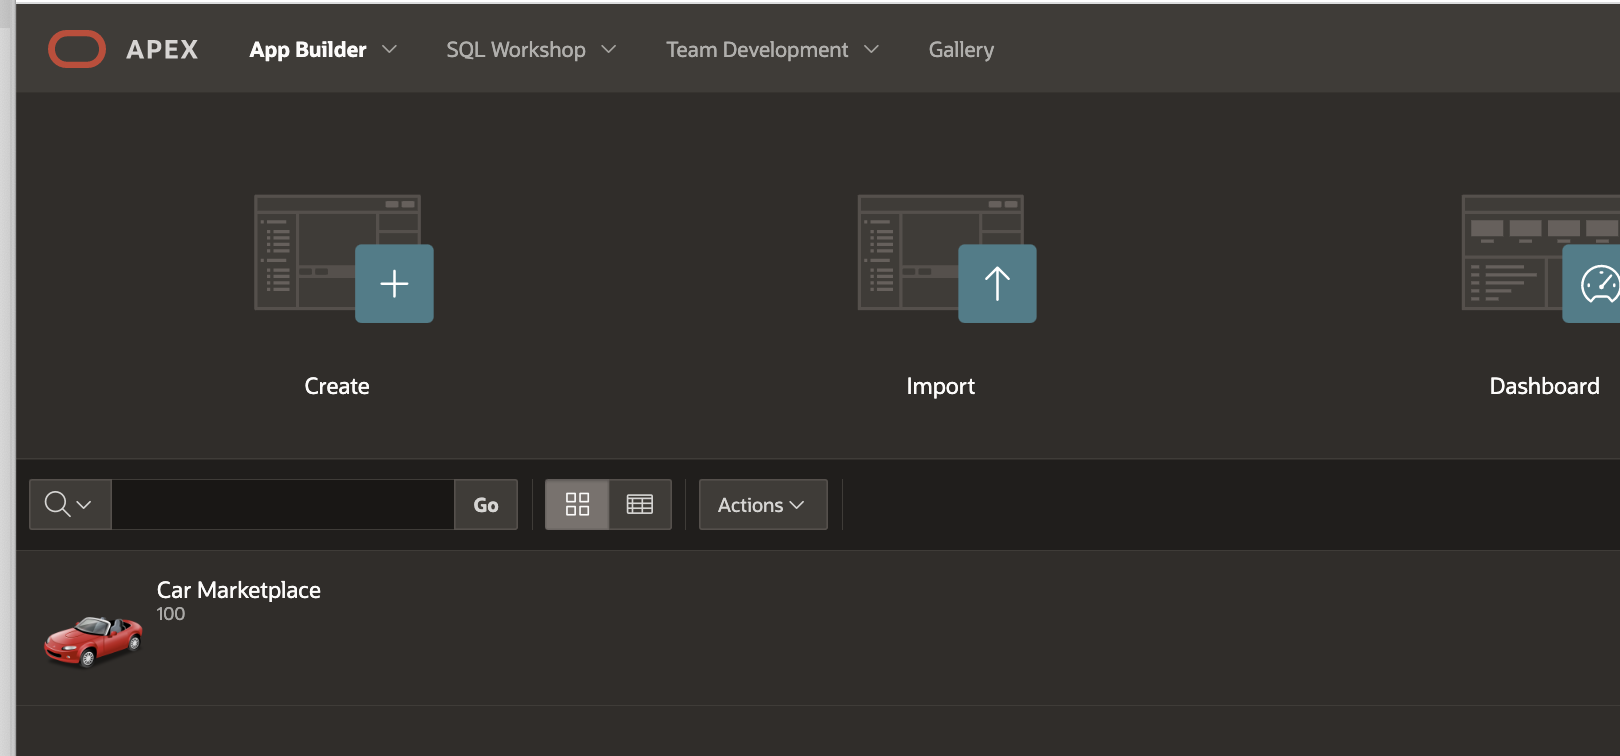 APEX App Builder SQL Workshop Team Development Gallery
Create Import Dashboard
Go Actions
Car Marketplace
100